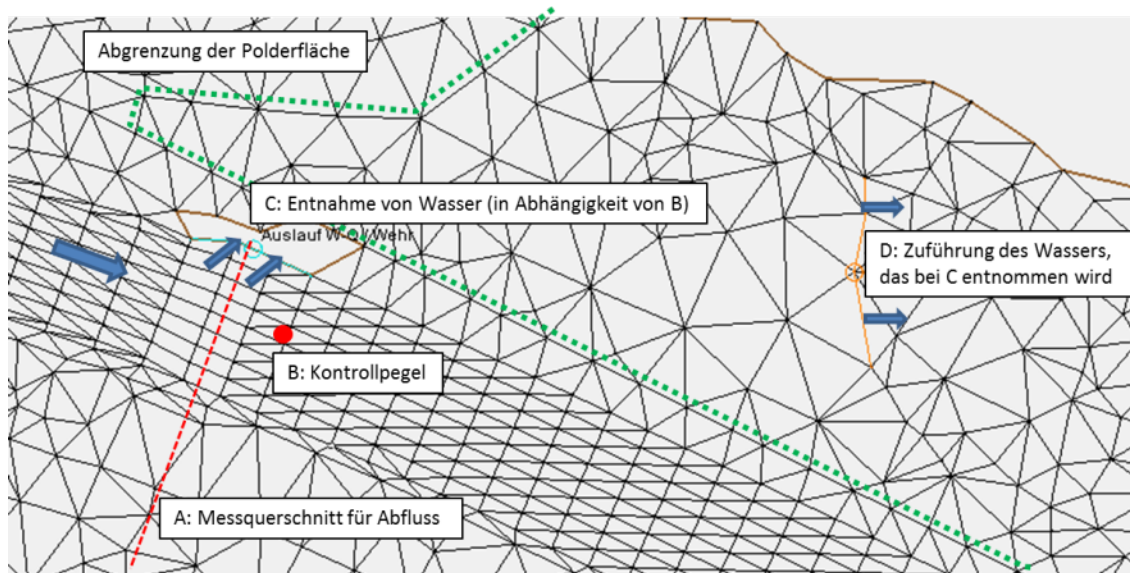 Abgrenzung der Polderfläche
C: Entnahme von Wasser (in Abhängigkeit von B)
Auslauf W-Q / Wehr
D: Zuführung des Wassers,
das bei C entnommen wird
B: Kontrollpegel
A: Messquerschnitt für Abfluss